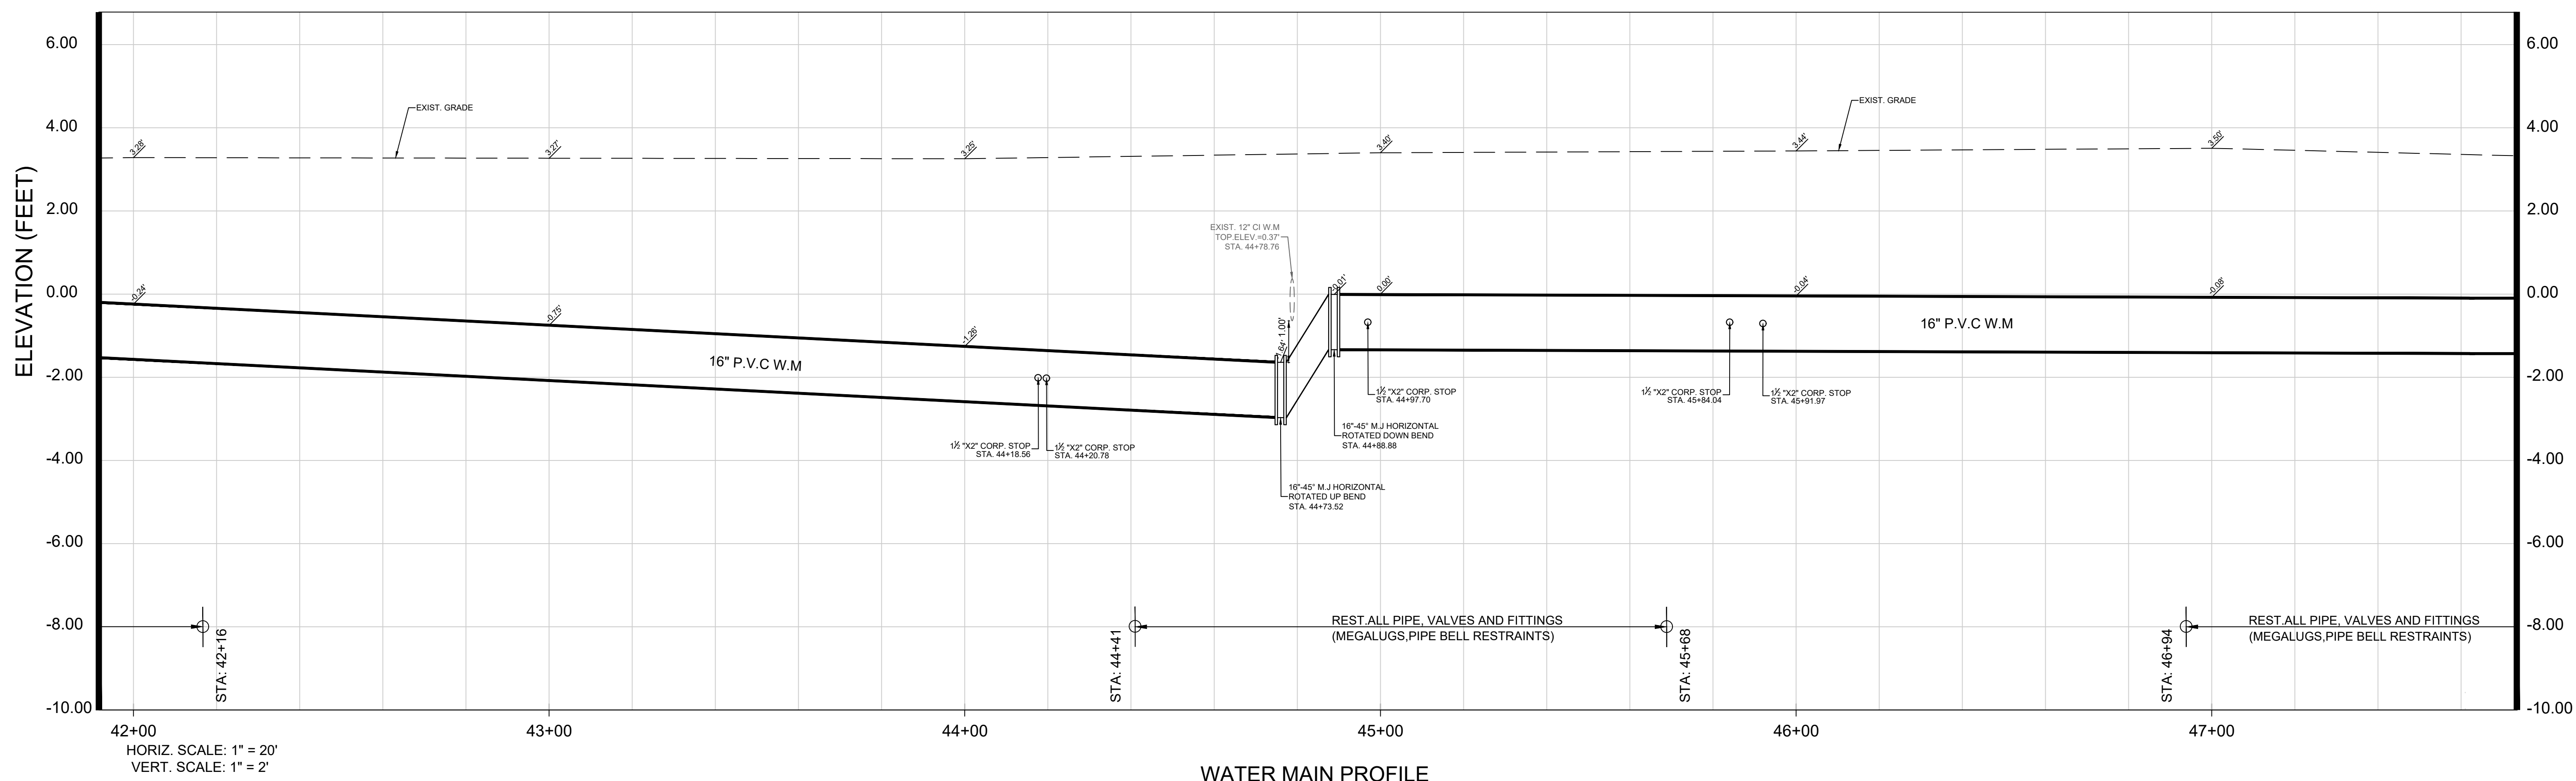 6.00
4.00
2.00
0.00
-2.00
-4.00
-6.00
-8.00
-10.00
ELEVATION (FEET)
6.00
4.00
2.00
0.00
-2.00
-4.00
-6.00
-8.00
-10.00
EXIST. GRADE
EXIST. GRADE
3.28'
3.27'
3.25'
3.40'
3.44'
3.50'
EXIST. 12" CI W.M
TOP.ELEV.=0.37'
STA. 44+78.76
-0.24'
-0.75'
-1.26'
1.00'
-0.01'
0.00'
-0.04'
-0.08'
16" P.V.C W.M
16" P.V.C W.M
1½ "X2" CORP. STOP
STA. 44+18.56
1½ "X2" CORP. STOP
STA. 44+20.78
1½ "X2" CORP. STOP
STA. 44+97.70
1½ "X2" CORP. STOP
STA. 45+84.04
1½ "X2" CORP. STOP
STA. 45+91.97
16"-45° M.J HORIZONTAL
ROTATED DOWN BEND
STA. 44+88.88
16"-45° M.J HORIZONTAL
ROTATED UP BEND
STA. 44+73.52
STA: 42+16
STA: 44+41
REST.ALL PIPE, VALVES AND FITTINGS
(MEGALUGS,PIPE BELL RESTRAINTS)
STA: 45+68
STA: 46+94
REST.ALL PIPE, VALVES AND FITTINGS
(MEGALUGS,PIPE BELL RESTRAINTS)
42+00
43+00
44+00
45+00
46+00
47+00
HORIZ. SCALE: 1" = 20'
VERT. SCALE: 1" = 2'
WATER MAIN PROFILE